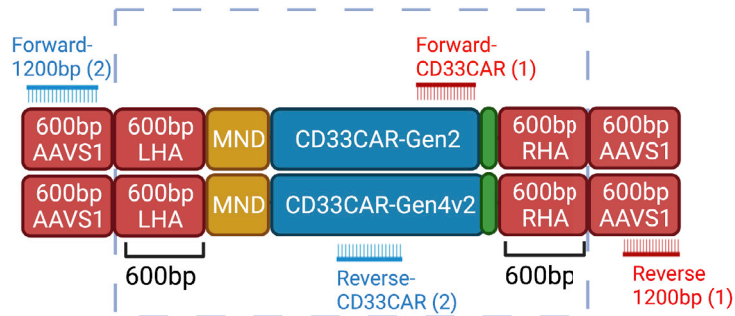 Forward-
1200bp (2)
Forward-
CD33CAR (1)
600bp
AAVS1
600bp
LHA
MND
CD33CAR-Gen2
600bp
RHA
600bp
AAVS1
600bp
AAVS1
600bp
LHA
MND
CD33CAR-Gen4v2
600bp
RHA
600bp
AAVS1
600bp
Reverse-
CD33CAR (2)
600bp
Reverse
1200bp (1)